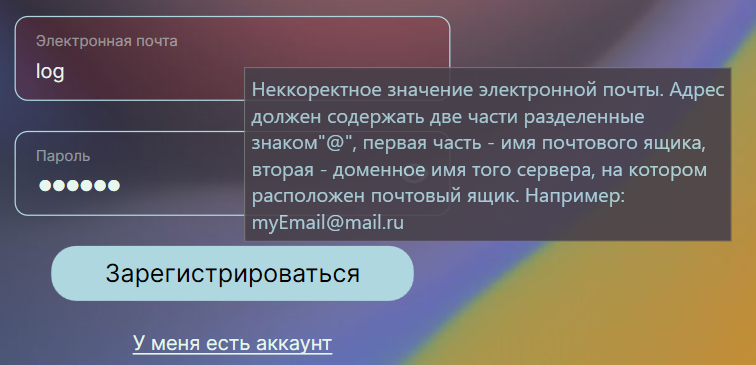 Электронная почта
log
Неккоректное значение электронной почты. Адрес
должен содержать две части разделенные
знаком"@", первая часть - имя почтового ящика,
вторая - доменное имя того сервера, на котором
расположен почтовый ящик. Например:
myEmail@mail.ru
Пароль
●●●●●●
Зарегистрироваться
У меня есть аккаунт